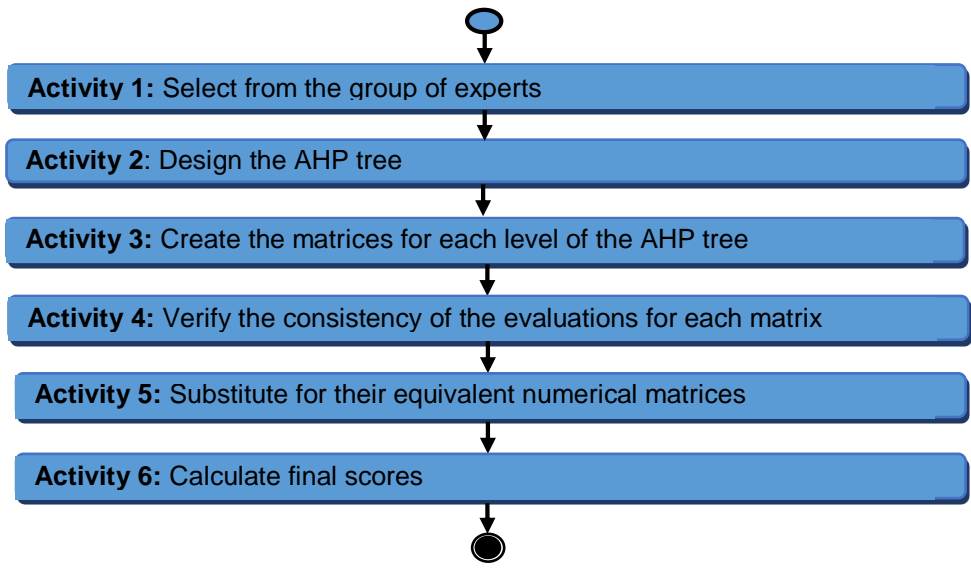 Activity 1: Select from the group of experts
Activity 2: Design the AHP tree
Activity 3: Create the matrices for each level of the AHP tree
Activity 4: Verify the consistency of the evaluations for each matrix
Activity 5: Substitute for their equivalent numerical matrices
Activity 6: Calculate final scores